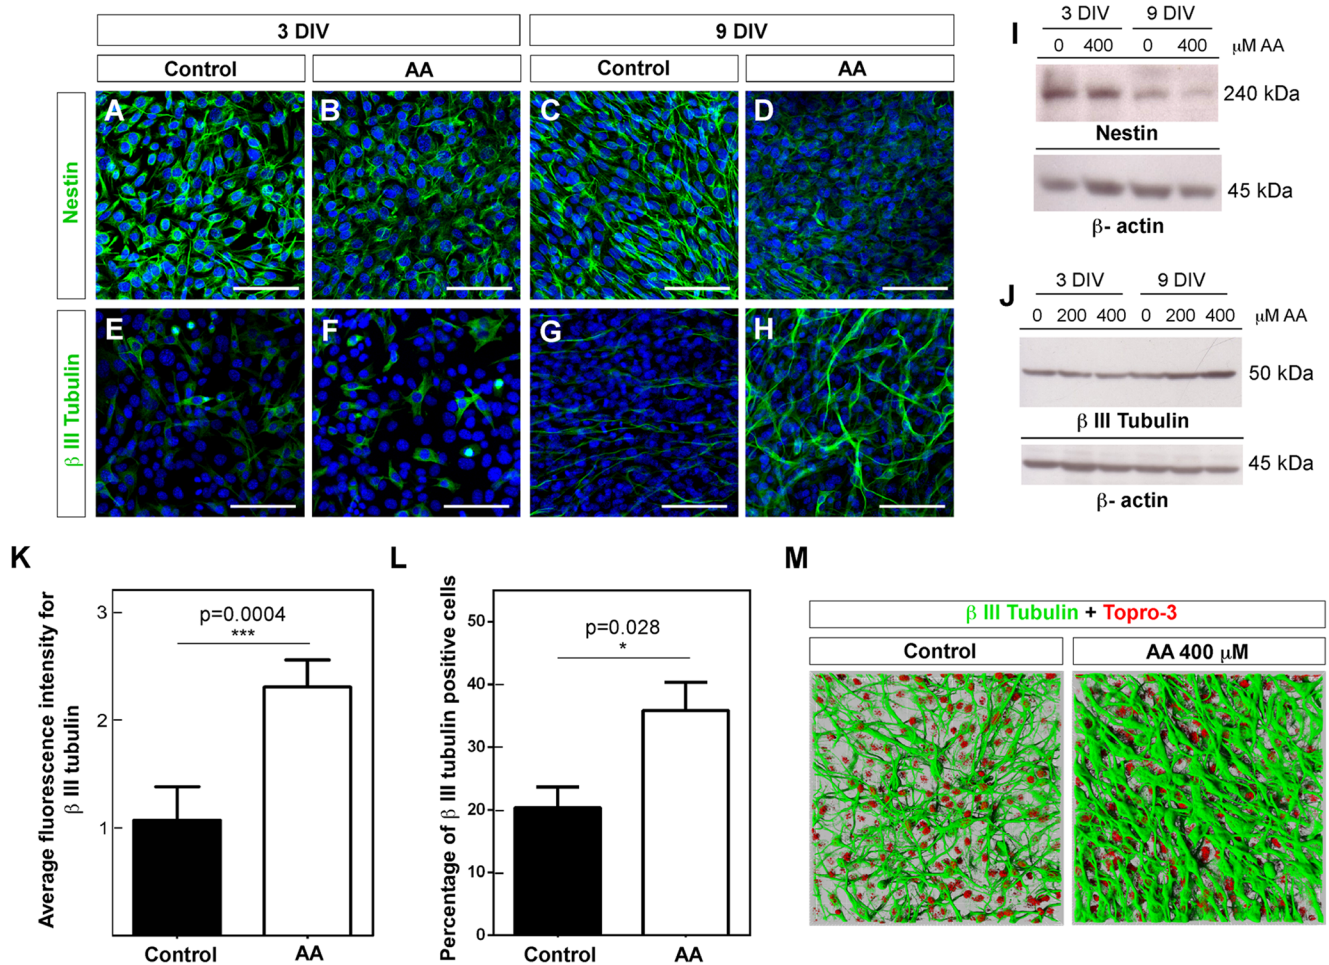 3 DIV
9 DIV
Control
AA
Control
AA
Nestin
A
B
C
D
β III Tubulin
E
F
G
H
I
3 DIV 9 DIV
0 400 0 400 μM AA
240 kDa
Nestin
45 kDa
β- actin
J
3 DIV 9 DIV
0 200 400 0 200 400 μM AA
50 kDa
β III Tubulin
45 kDa
β- actin
K
Average fluorescence intensity for
β III tubulin
3
2
1
p=0.0004
***
Control
AA
L
Percentage of β III tubulin positive cells
50
40
30
20
10
0
p=0.028
*
Control
AA
M
β III Tubulin + Topro-3
Control
AA 400 μM